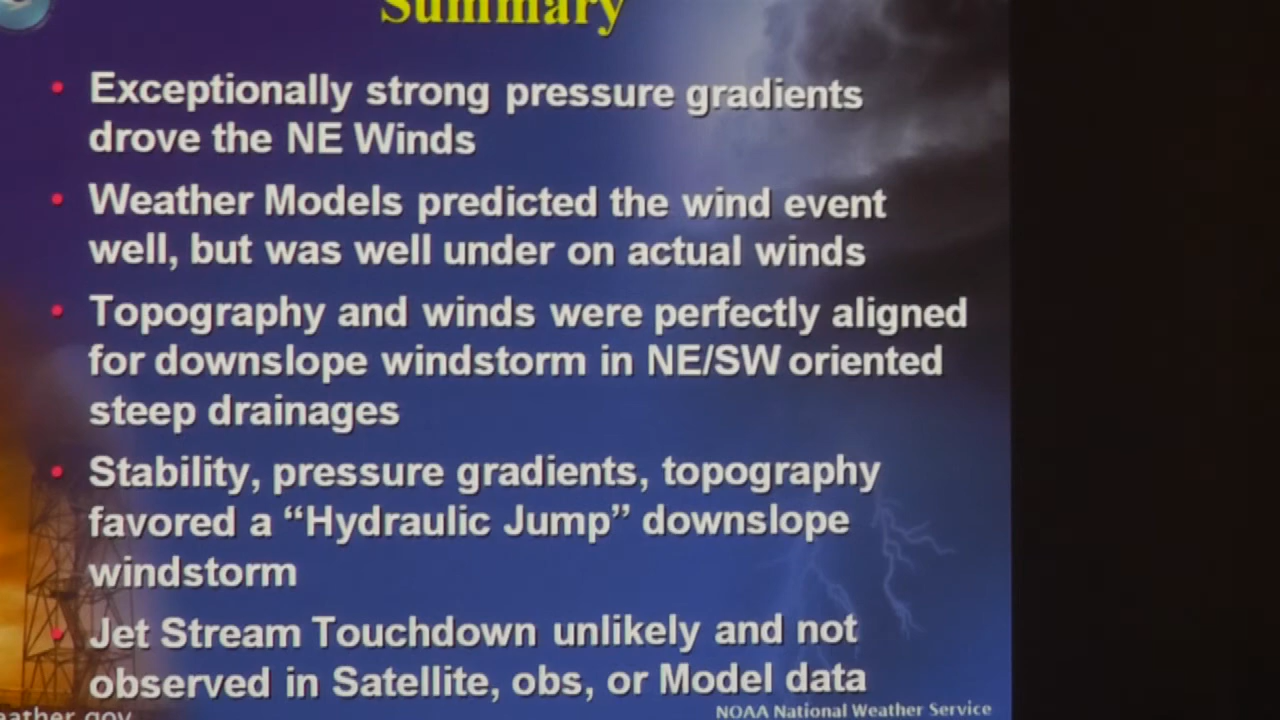 Summary
• Exceptionally strong pressure gradients
drove the NE Winds
• Weather Models predicted the wind event
well, but was well under on actual winds
• Topography and winds were perfectly aligned
for downslope windstorm in NE/SW oriented
steep drainages
• Stability, pressure gradients, topography
favored a “Hydraulic Jump” downslope
windstorm
• Jet Stream Touchdown unlikely and not
observed in Satellite, obs, or Model data
NOAA National Weather Service
eather.gov